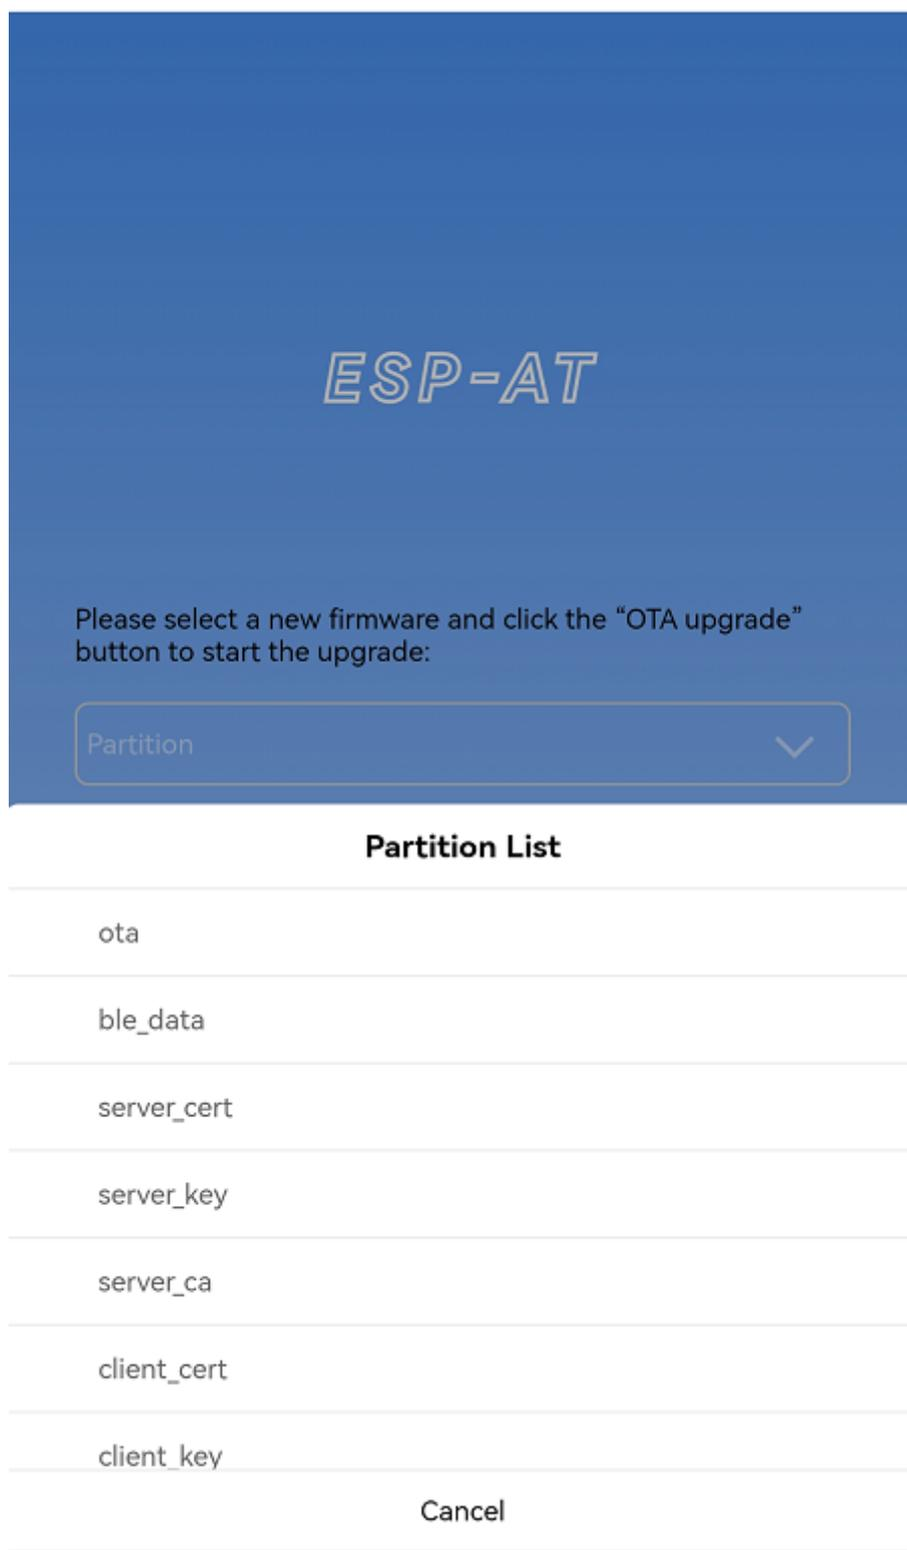 ESP-AT
Please select a new firmware and click the “OTA upgrade”
button to start the upgrade:
Partition
Partition List
ota
ble_data
server_cert
server_key
server_ca
client_cert
client_key
Cancel